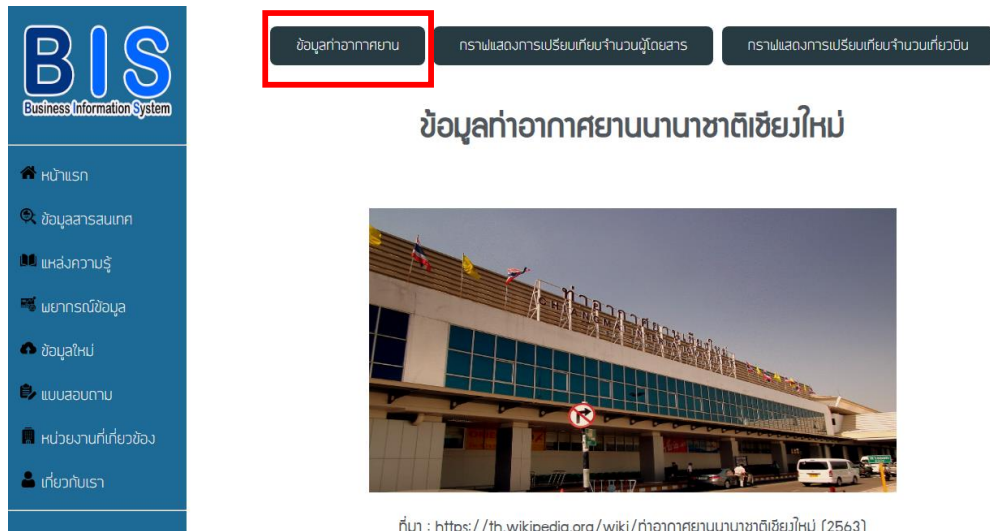 BIS
Business Information System
หน้าแรก
ข้อมูลสารสนเทศ
แหล่งความรู้
พยากรณ์ข้อมูล
ข้อมูลใหม่
แบบสอบถาม
หน่วยงานที่เกี่ยวข้อง
เกี่ยวกับเรา
ข้อมูลท่าอากาศยาน
กราฟแสดงการเปรียบเทียบจำนวนผู้โดยสาร
กราฟแสดงการเปรียบเทียบจำนวนเที่ยวบิน
ข้อมูลท่าอากาศยานนานาชาติเชียงใหม่
ท่าอากาศยานเชียงใหม่
ที่มา : https://th.wikipedia.org/wiki/ท่าอากาศยานนานาชาติเชียงใหม่ (2563)